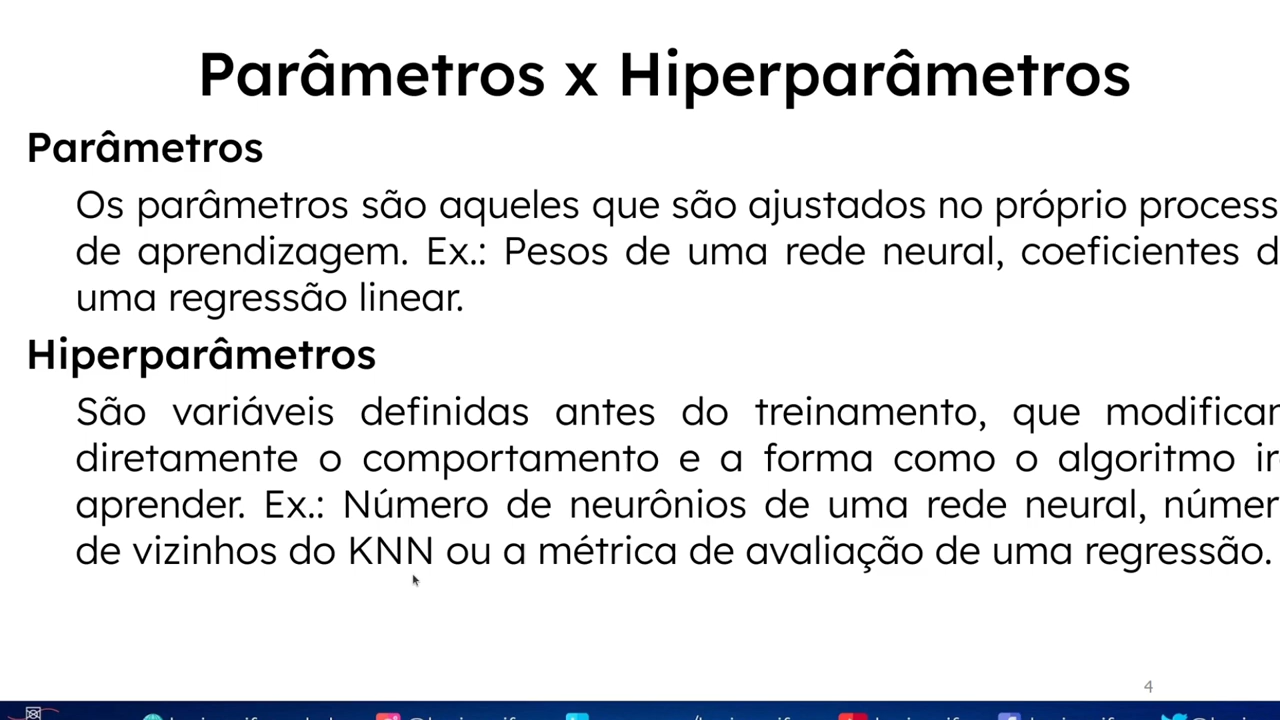 Parâmetros x Hiperparâmetros
Parâmetros
Os parâmetros são aqueles que são ajustados no próprio process
de aprendizagem. Ex.: Pesos de uma rede neural, coeficientes d
uma regressão linear.
Hiperparâmetros
São variáveis definidas antes do treinamento, que modificar
diretamente o comportamento e a forma como o algoritmo ir
aprender. Ex.: Número de neurônios de uma rede neural, númer
de vizinhos do KNN ou a métrica de avaliação de uma regressão.
4